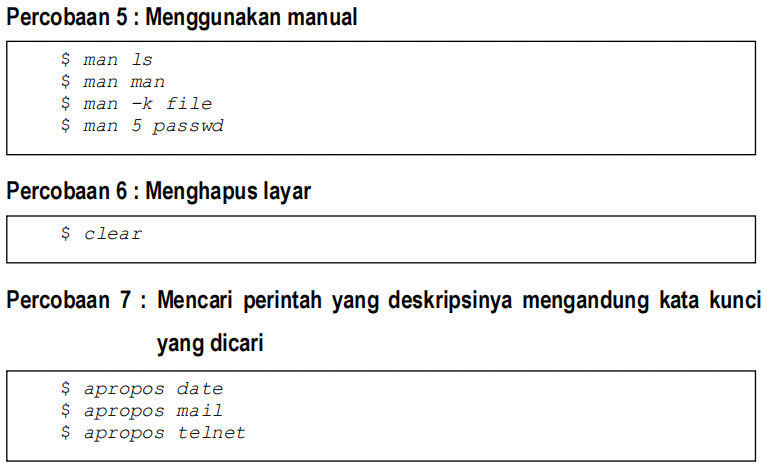 Percobaan 5 : Menggunakan manual
$ man ls
$ man man
$ man –k file
$ man 5 passwd
Percobaan 6 : Menghapus layar
$ clear
Percobaan 7 : Mencari perintah yang deskripsinya mengandung kata kunci
yang dicari
$ apropos date
$ apropos mail
$ apropos telnet